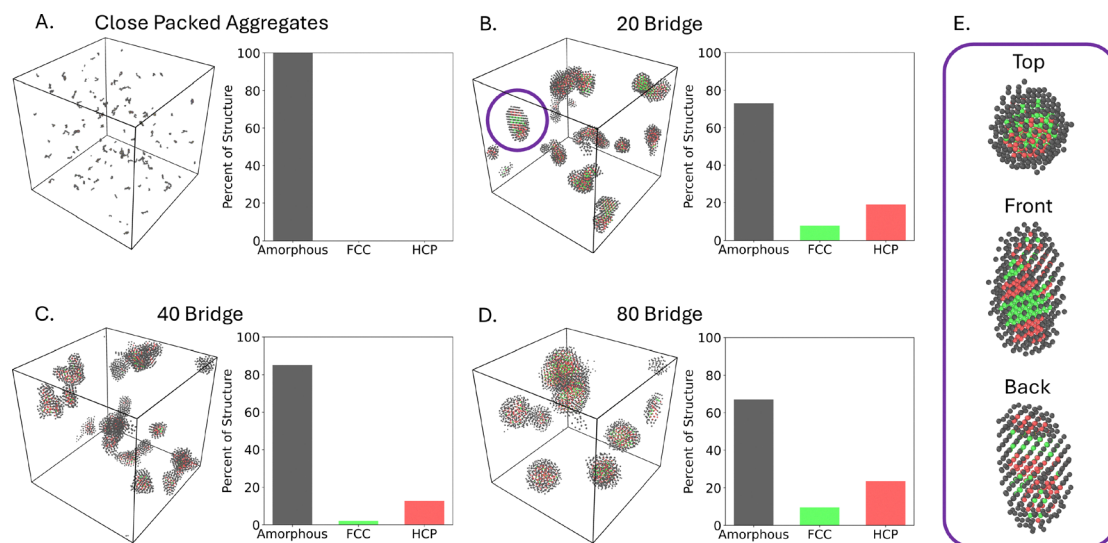 A.
Close Packed Aggregates
100
80
60
40
20
0
Percent of Structure
Amorphous FCC HCP
B.
20 Bridge
100
80
60
40
20
0
Percent of Structure
Amorphous FCC HCP
C.
40 Bridge
100
80
60
40
20
0
Percent of Structure
Amorphous FCC HCP
D.
80 Bridge
100
80
60
40
20
0
Percent of Structure
Amorphous FCC HCP
E.
Top
Front
Back